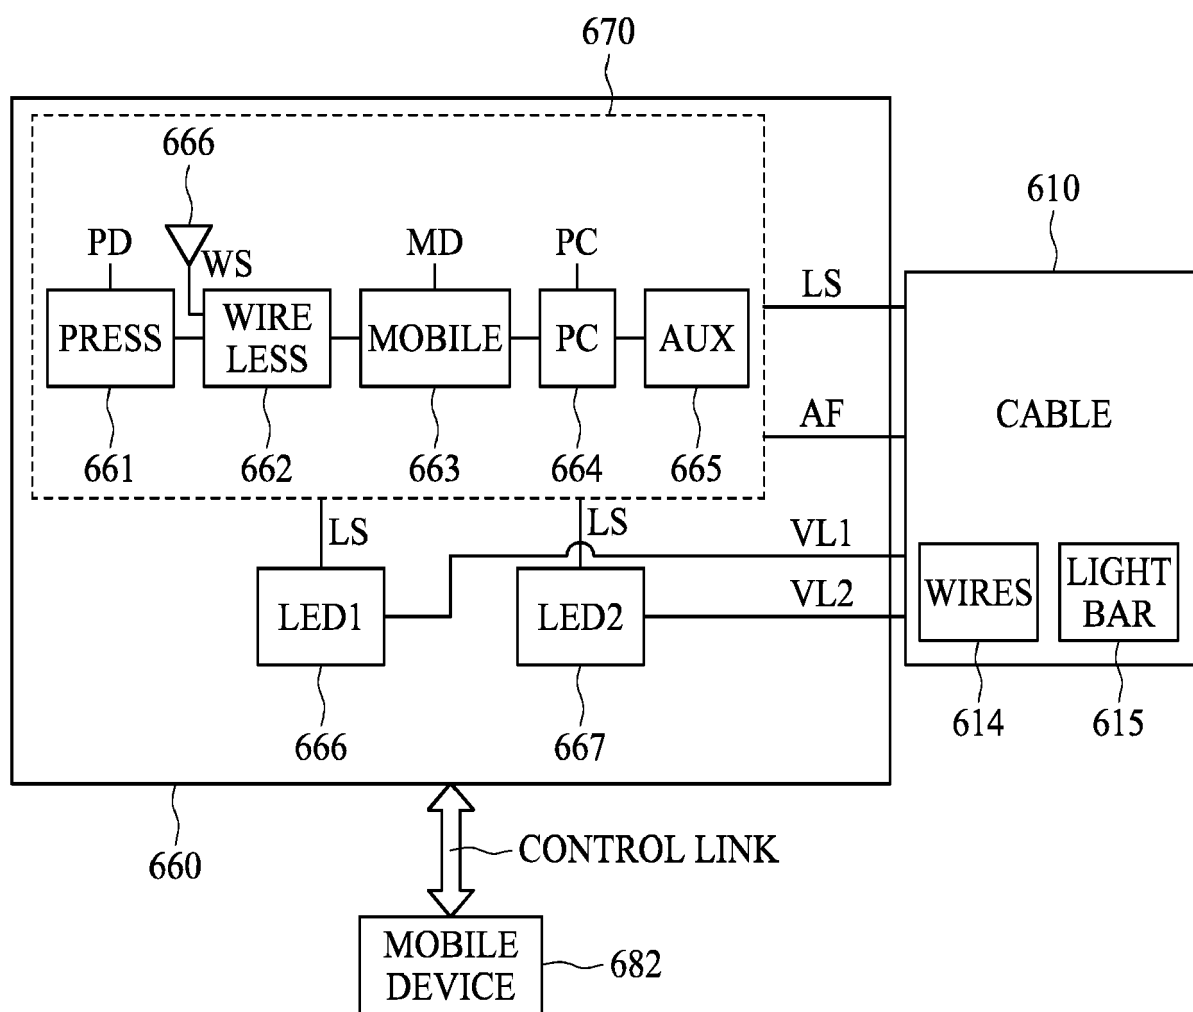 670
666
610
PD
WS
MD
PC
LS
PRESS
WIRE
LESS
MOBILE
PC
AUX
AF
CABLE
661
662
663
664
665
LS
LS
VL1
LED1
LED2
VL2
WIRES
LIGHT
BAR
666
667
614
615
660
CONTROL LINK
MOBILE
DEVICE
682